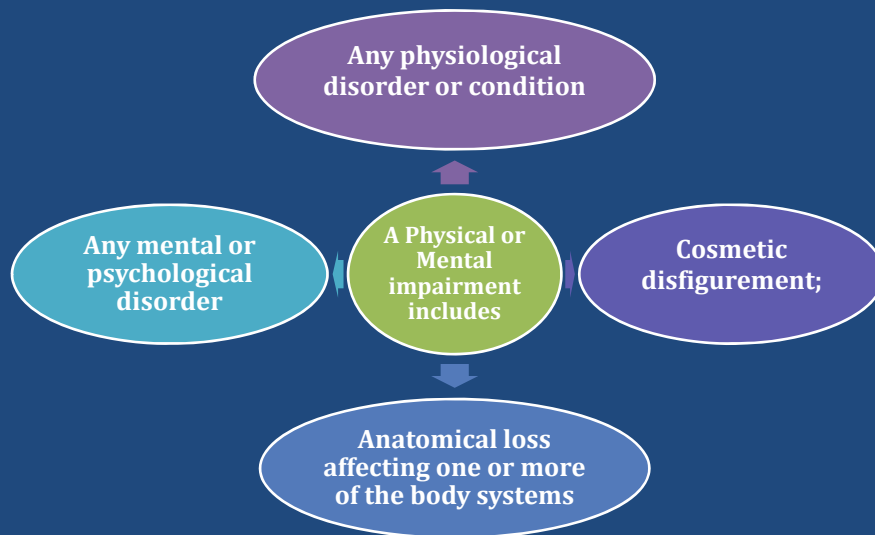 Any physiological
disorder or condition
Any mental or
psychological
disorder
A Physical or
Mental
impairment
includes
Cosmetic
disfigurement;
Anatomical loss
affecting one or more
of the body systems